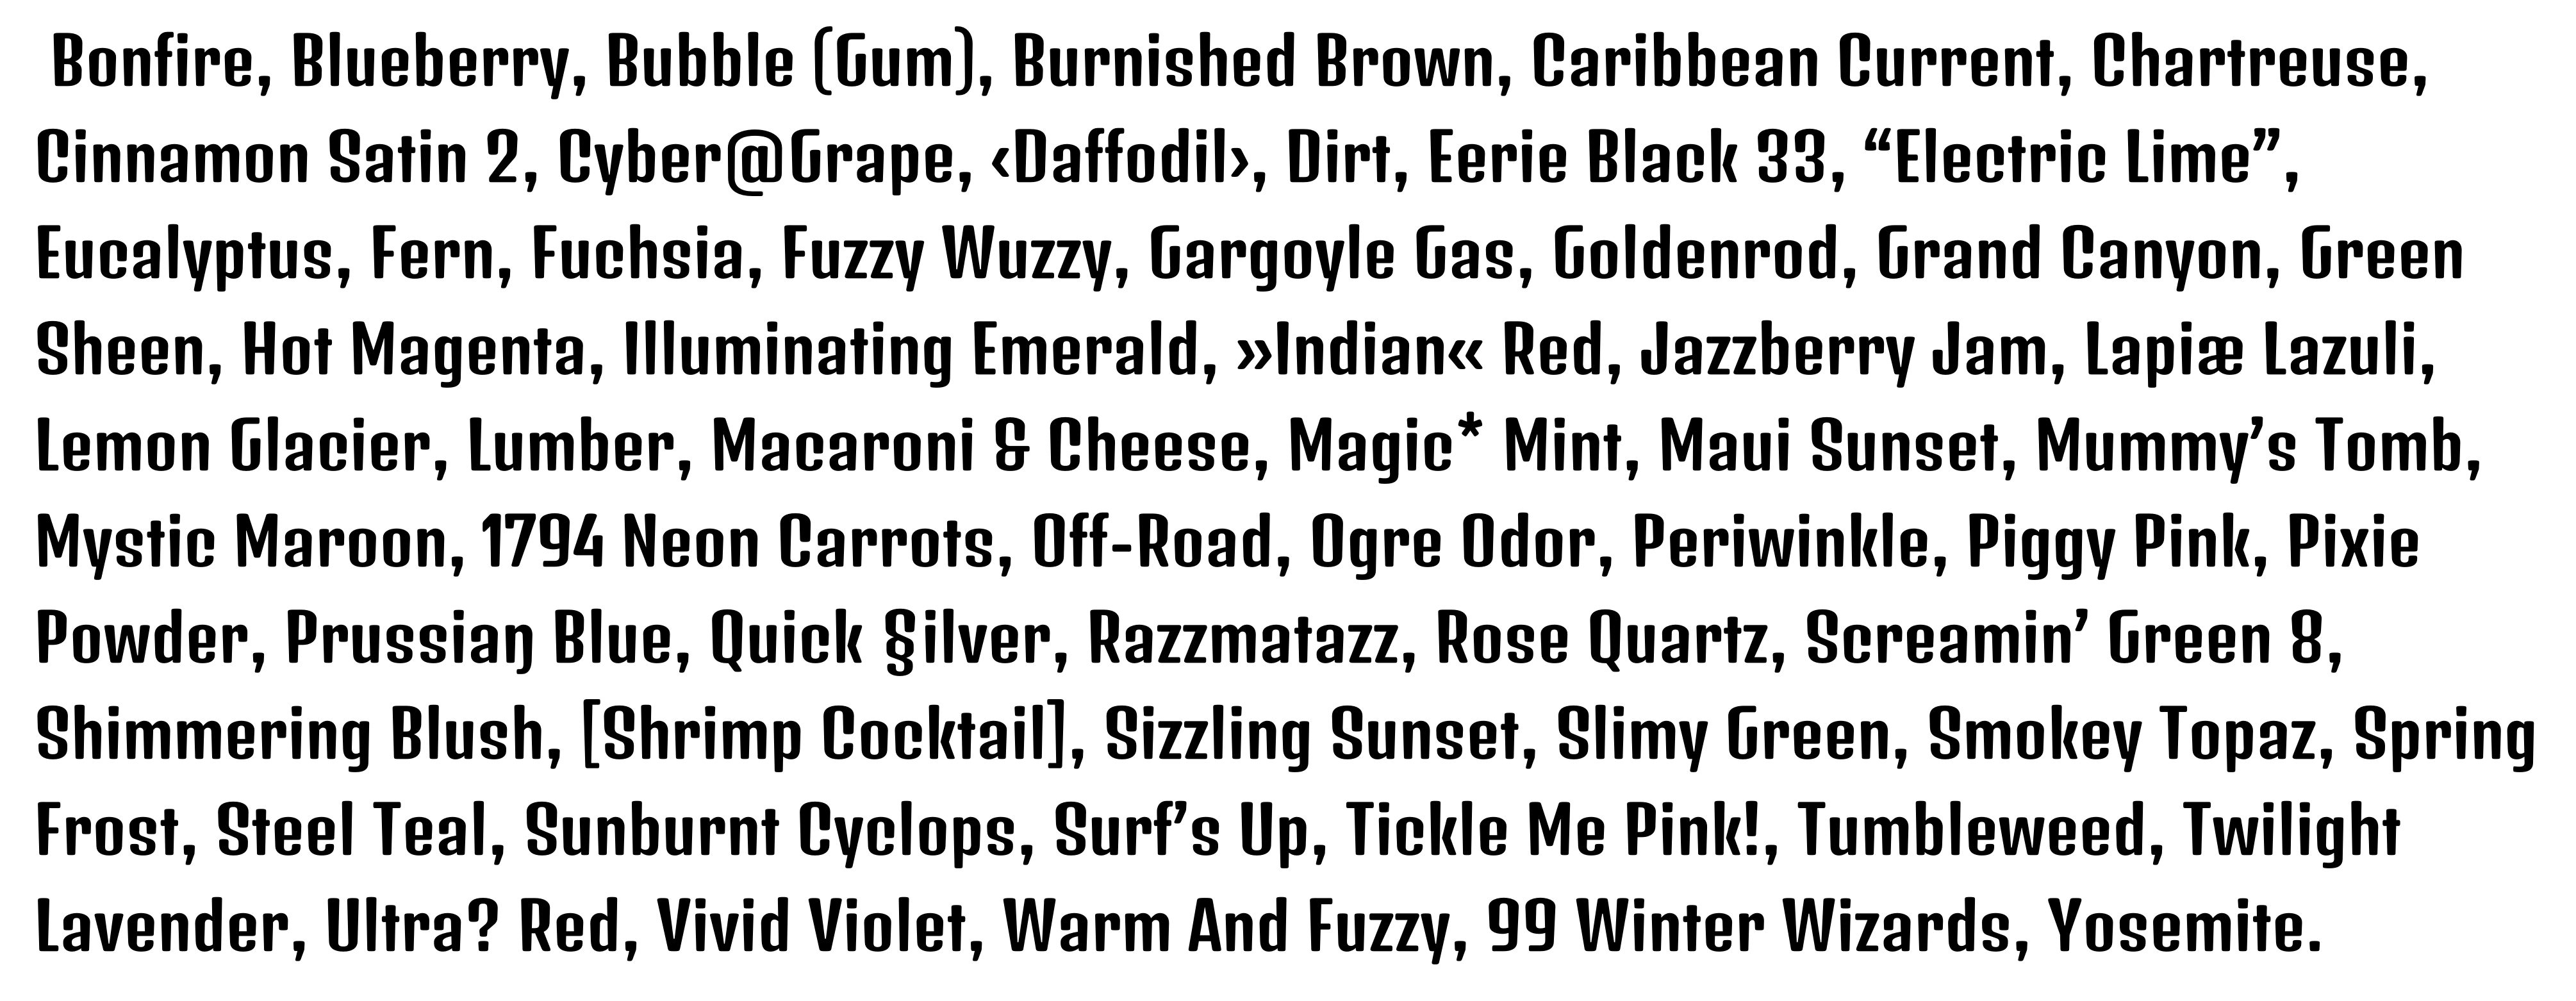 Bonfire, Blueberry, Bubble (Gum), Burnished Brown, Caribbean Current, Chartreuse,
Cinnamon Satin 2, Cyber@Grape, ‹Daffodil›, Dirt, Eerie Black 33, “Electric Lime”,
Eucalyptus, Fern, Fuchsia, Fuzzy Wuzzy, Gargoyle Gas, Goldenrod, Grand Canyon, Green
Sheen, Hot Magenta, Illuminating Emerald, »Indian« Red, Jazzberry Jam, Lapiæ Lazuli,
Lemon Glacier, Lumber, Macaroni & Cheese, Magic* Mint, Maui Sunset, Mummy’s Tomb,
Mystic Maroon, 1794 Neon Carrots, Off-Road, Ogre Odor, Periwinkle, Piggy Pink, Pixie
Powder, Prussiaŋ Blue, Quick §ilver, Razzmatazz, Rose Quartz, Screamin’ Green 8,
Shimmering Blush, [Shrimp Cocktail], Sizzling Sunset, Slimy Green, Smokey Topaz, Spring
Frost, Steel Teal, Sunburnt Cyclops, Surf’s Up, Tickle Me Pink!, Tumbleweed, Twilight
Lavender, Ultra? Red, Vivid Violet, Warm And Fuzzy, 99 Winter Wizards, Yosemite.